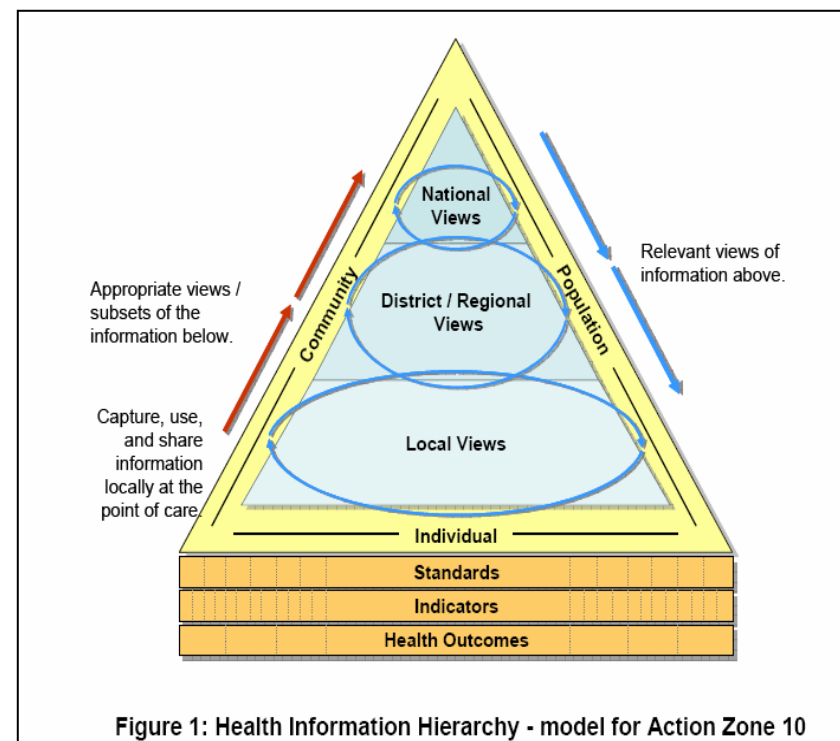 National
Views
District / Regional
Views
Local Views
Community
Population
Individual
Appropriate views /
subsets of the
information below.
Capture, use,
and share
information
locally at the
point of care.
Relevant views of
information above.
Standards
Indicators
Health Outcomes
Figure 1: Health Information Hierarchy - model for Action Zone 10